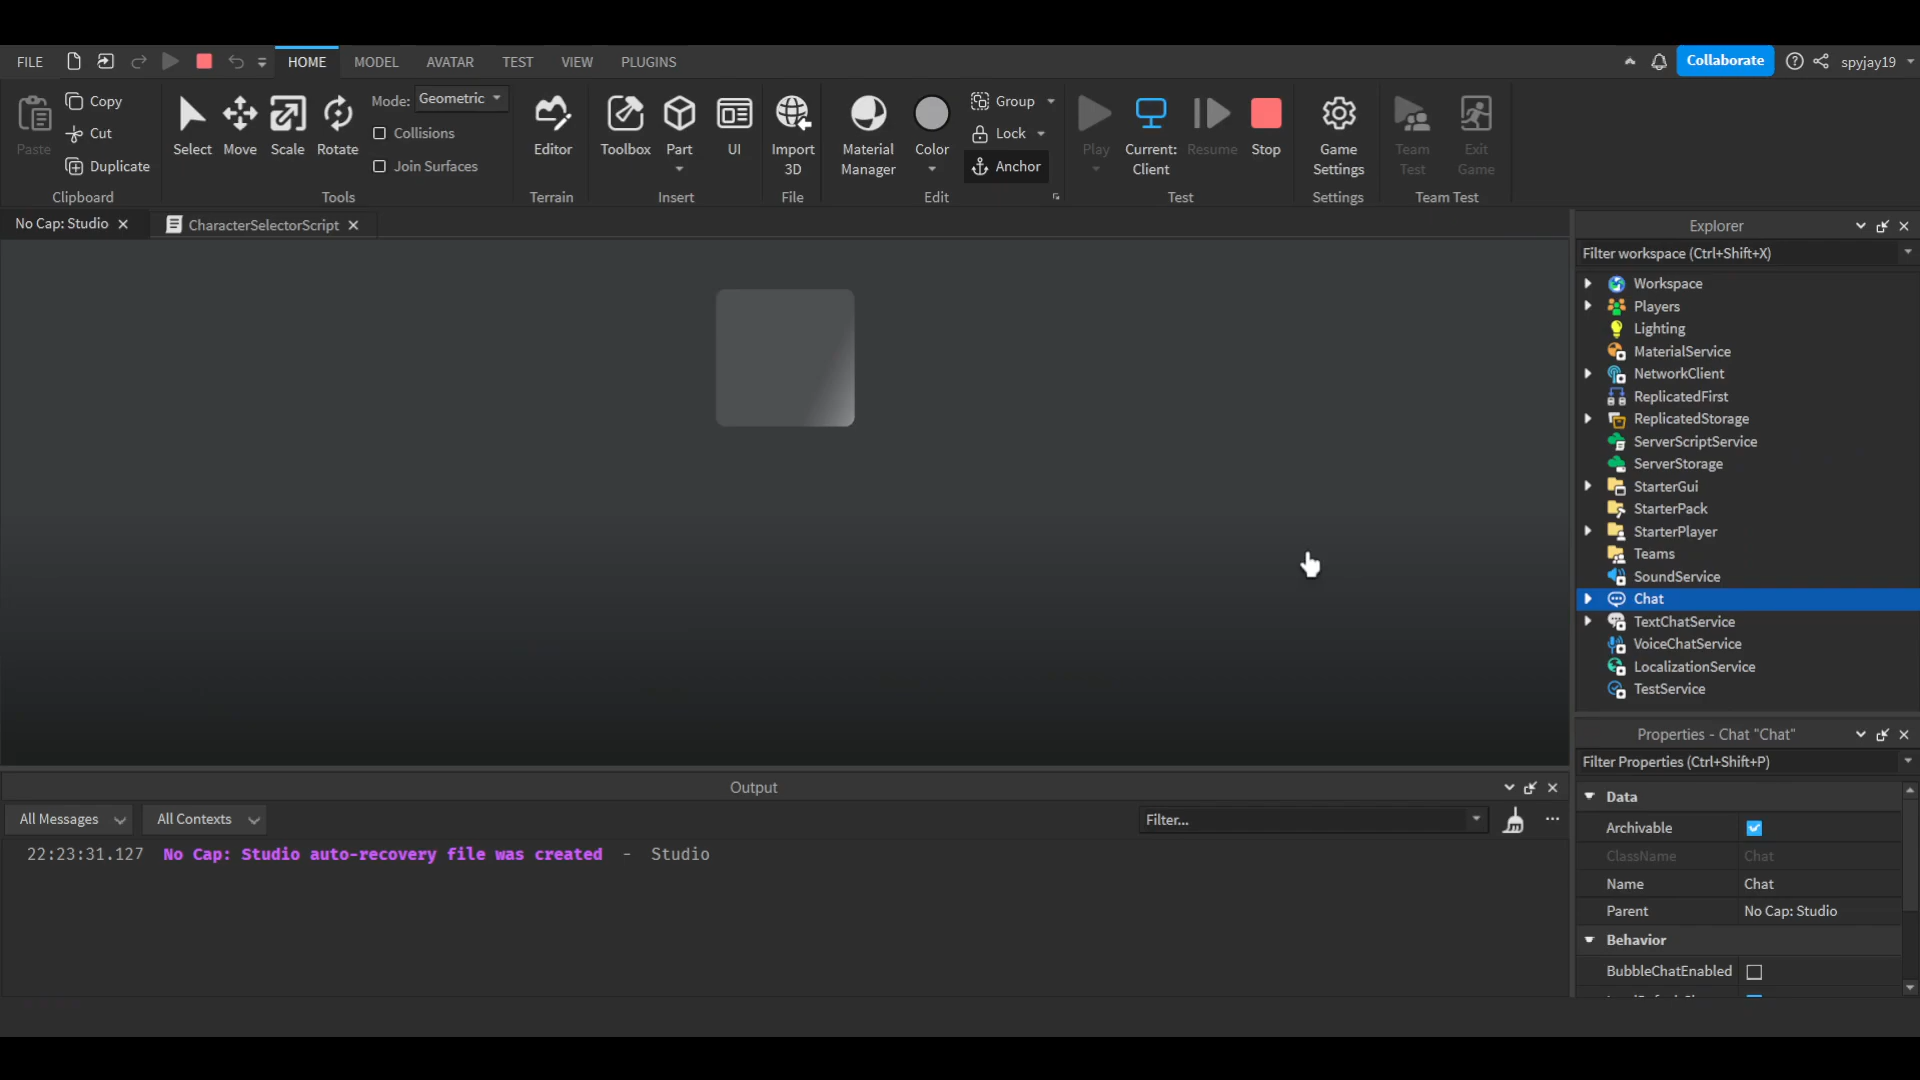 FILE HOME MODEL AVATAR TEST VIEW PLUGINS Collaborate spyjay19
Paste Copy Cut Duplicate Clipboard
Select Move Scale Rotate Mode: Geometric Collisions Join Surfaces Tools
Editor Terrain
Toolbox Part UI Insert
Import 3D File
Material Manager Color Group Lock Anchor Edit
Play Current: Client Resume Stop Test
Game Settings Settings
Team Test Exit Game Team Test
No Cap: Studio CharacterSelectorScript
Explorer
Filter workspace (Ctrl+Shift+X)
Workspace
Players
Lighting
MaterialService
NetworkClient
ReplicatedFirst
ReplicatedStorage
ServerScriptService
ServerStorage
StarterGui
StarterPack
StarterPlayer
Teams
SoundService
Chat
TextChatService
VoiceChatService
LocalizationService
TestService
Properties - Chat "Chat"
Filter Properties (Ctrl+Shift+P)
Data
Archivable
ClassName Chat
Name Chat
Parent No Cap: Studio
Behavior
BubbleChatEnabled
Output
All Messages All Contexts Filter...
22:23:31.127 No Cap: Studio auto-recovery file was created - Studio